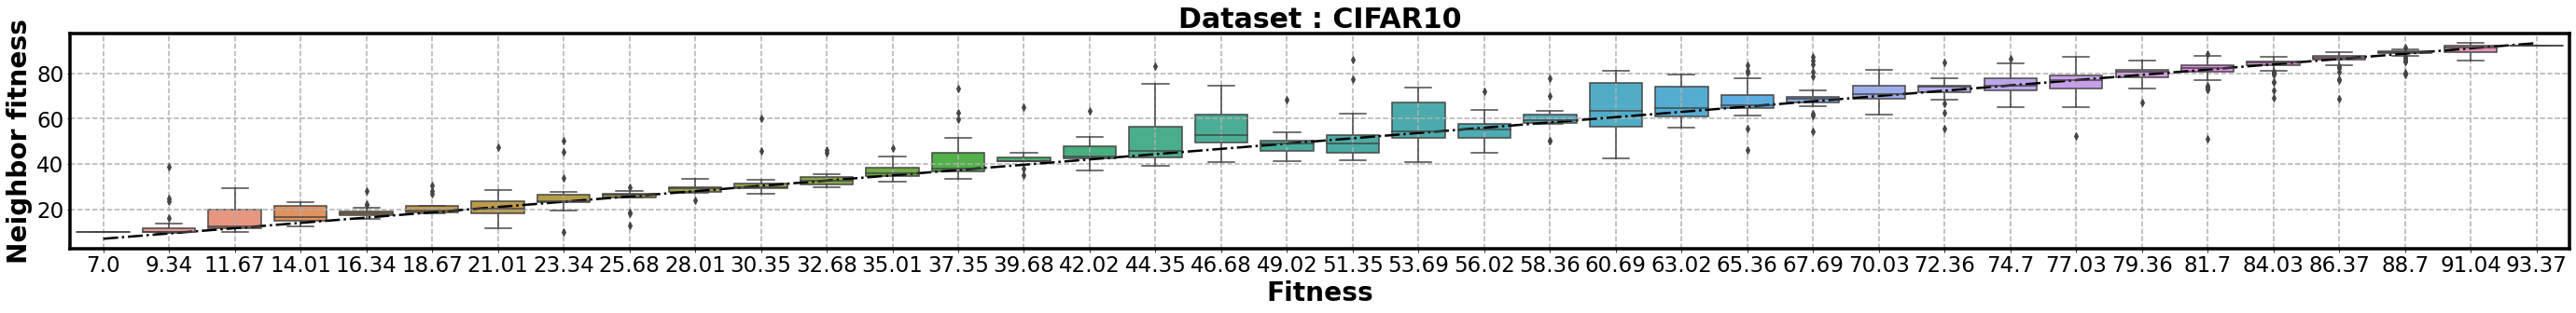 Dataset : CIFAR10
Neighbor fitness
80
60
40
20
7.0 9.34 11.67 14.01 16.34 18.67 21.01 23.34 25.68 28.01 30.35 32.68 35.01 37.35 39.68 42.02 44.35 46.68 49.02 51.35 53.69 56.02 58.36 60.69 63.02 65.36 67.69 70.03 72.36 74.7 77.03 79.36 81.7 84.03 86.37 88.7 91.04 93.37
Fitness